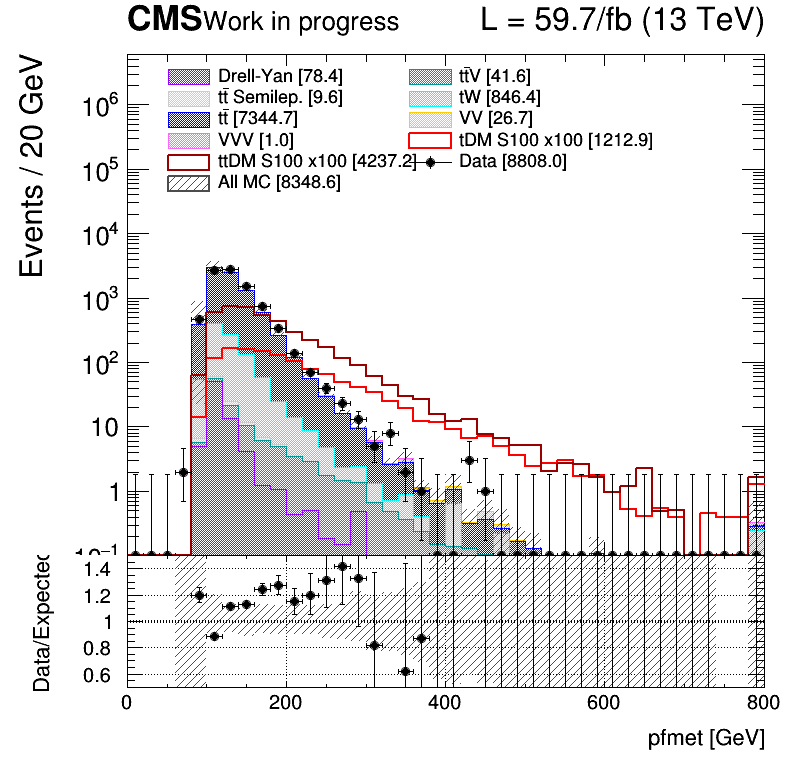 CMS Work in progress L = 59.7/fb (13 TeV)
Events / 20 GeV
Drell-Yan [78.4] tt̄V [41.6]
tt̄ Semilep. [9.6] tW [846.4]
tt̄ [7344.7] VV [26.7]
VVV [1.0] tDM S100 x100 [1212.9]
ttDM S100 x100 [4237.2] Data [8808.0]
All MC [8348.6]
10⁶
10⁵
10⁴
10³
10²
10
1
10⁻¹
Data/Expected
1.4
1.2
1
0.8
0.6
0 200 400 600 800
pfmet [GeV]